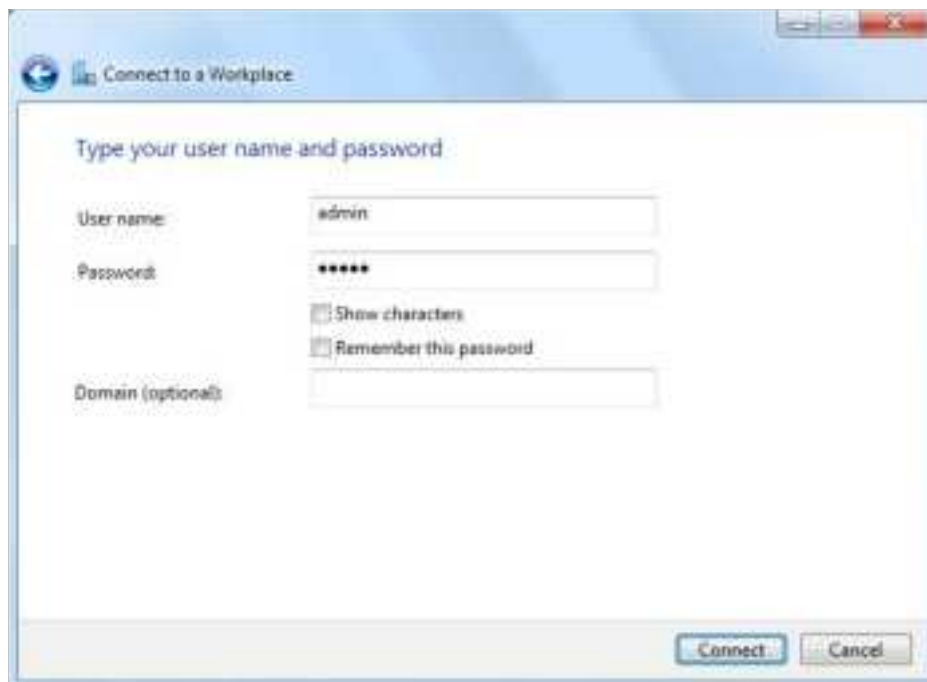 Connect to a Workplace
Type your user name and password
User name: admin
Password: •••••
Show characters
Remember this password
Domain (optional):
Connect Cancel